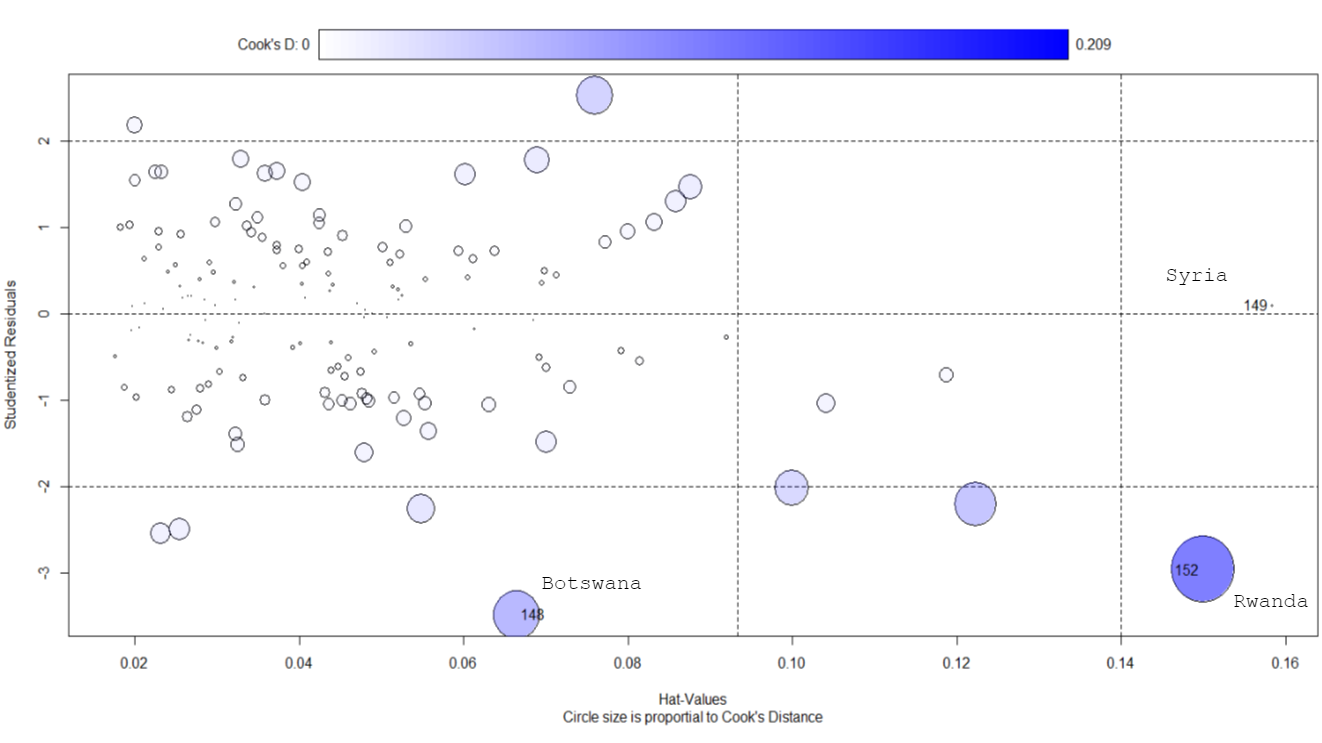 Cook's D: 0 0.209
2
1
0
-1
-2
-3
Studentized Residuals
Syria
149
152
Rwanda
Botswana
148
0.02 0.04 0.06 0.08 0.10 0.12 0.14 0.16
Hat-Values
Circle size is proportial to Cook's Distance